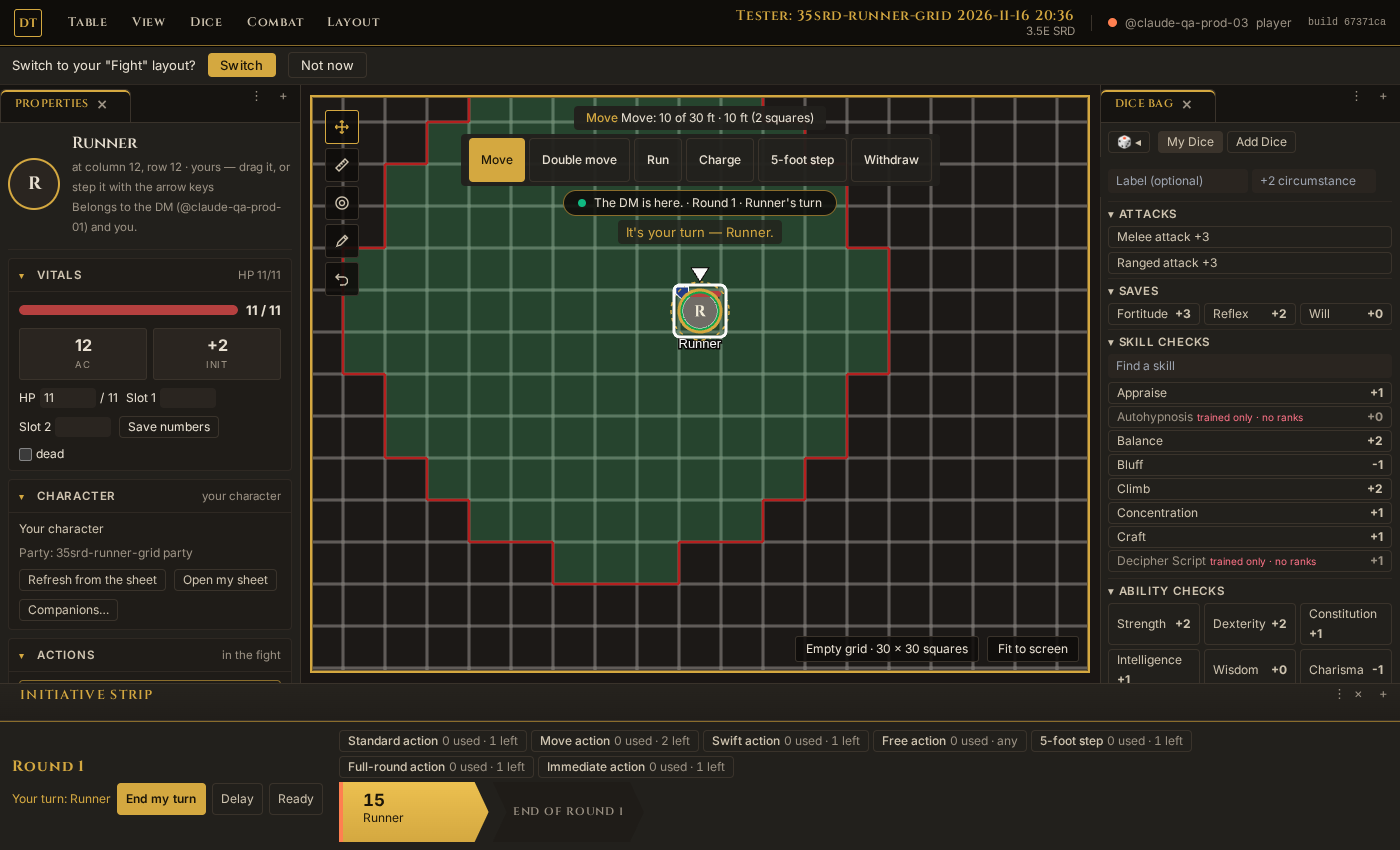 DT
Table View Dice Combat Layout
Tester: 35srd-runner-grid 2026-11-16 20:36
3.5E SRD
@claude-qa-prod-03 player
build 67371ca
Switch to your "Fight" layout?
Switch
Not now
Properties
R
Runner
at column 12, row 12 · yours — drag it, or
step it with the arrow keys
Belongs to the DM (@claude-qa-prod-
01) and you.
VITALS
HP 11/11
11 / 11
12
AC
+2
INIT
HP 11 / 11 Slot 1
Slot 2
Save numbers
dead
CHARACTER
your character
Your character
Party: 35srd-runner-grid party
Refresh from the sheet
Open my sheet
Companions...
ACTIONS
in the fight
Move Move: 10 of 30 ft · 10 ft (2 squares)
Move
Double move
Run
Charge
5-foot step
Withdraw
The DM is here. · Round 1 · Runner's turn
It's your turn — Runner.
R
Runner
Empty grid · 30 × 30 squares
Fit to screen
Dice Bag
My Dice
Add Dice
Label (optional)
+2 circumstance
ATTACKS
Melee attack +3
Ranged attack +3
SAVES
Fortitude +3
Reflex +2
Will +0
SKILL CHECKS
Find a skill
Appraise +1
Autohypnosis trained only · no ranks +0
Balance +2
Bluff -1
Climb +2
Concentration +1
Craft +1
Decipher Script trained only · no ranks +1
ABILITY CHECKS
Strength +2
Dexterity +2
Constitution
+1
Intelligence
+1
Wisdom +0
Charisma -1
Initiative Strip
Round 1
Your turn: Runner
End my turn
Delay
Ready
Standard action 0 used · 1 left
Move action 0 used · 2 left
Swift action 0 used · 1 left
Free action 0 used · any
5-foot step 0 used · 1 left
Full-round action 0 used · 1 left
Immediate action 0 used · 1 left
15
Runner
End of Round 1